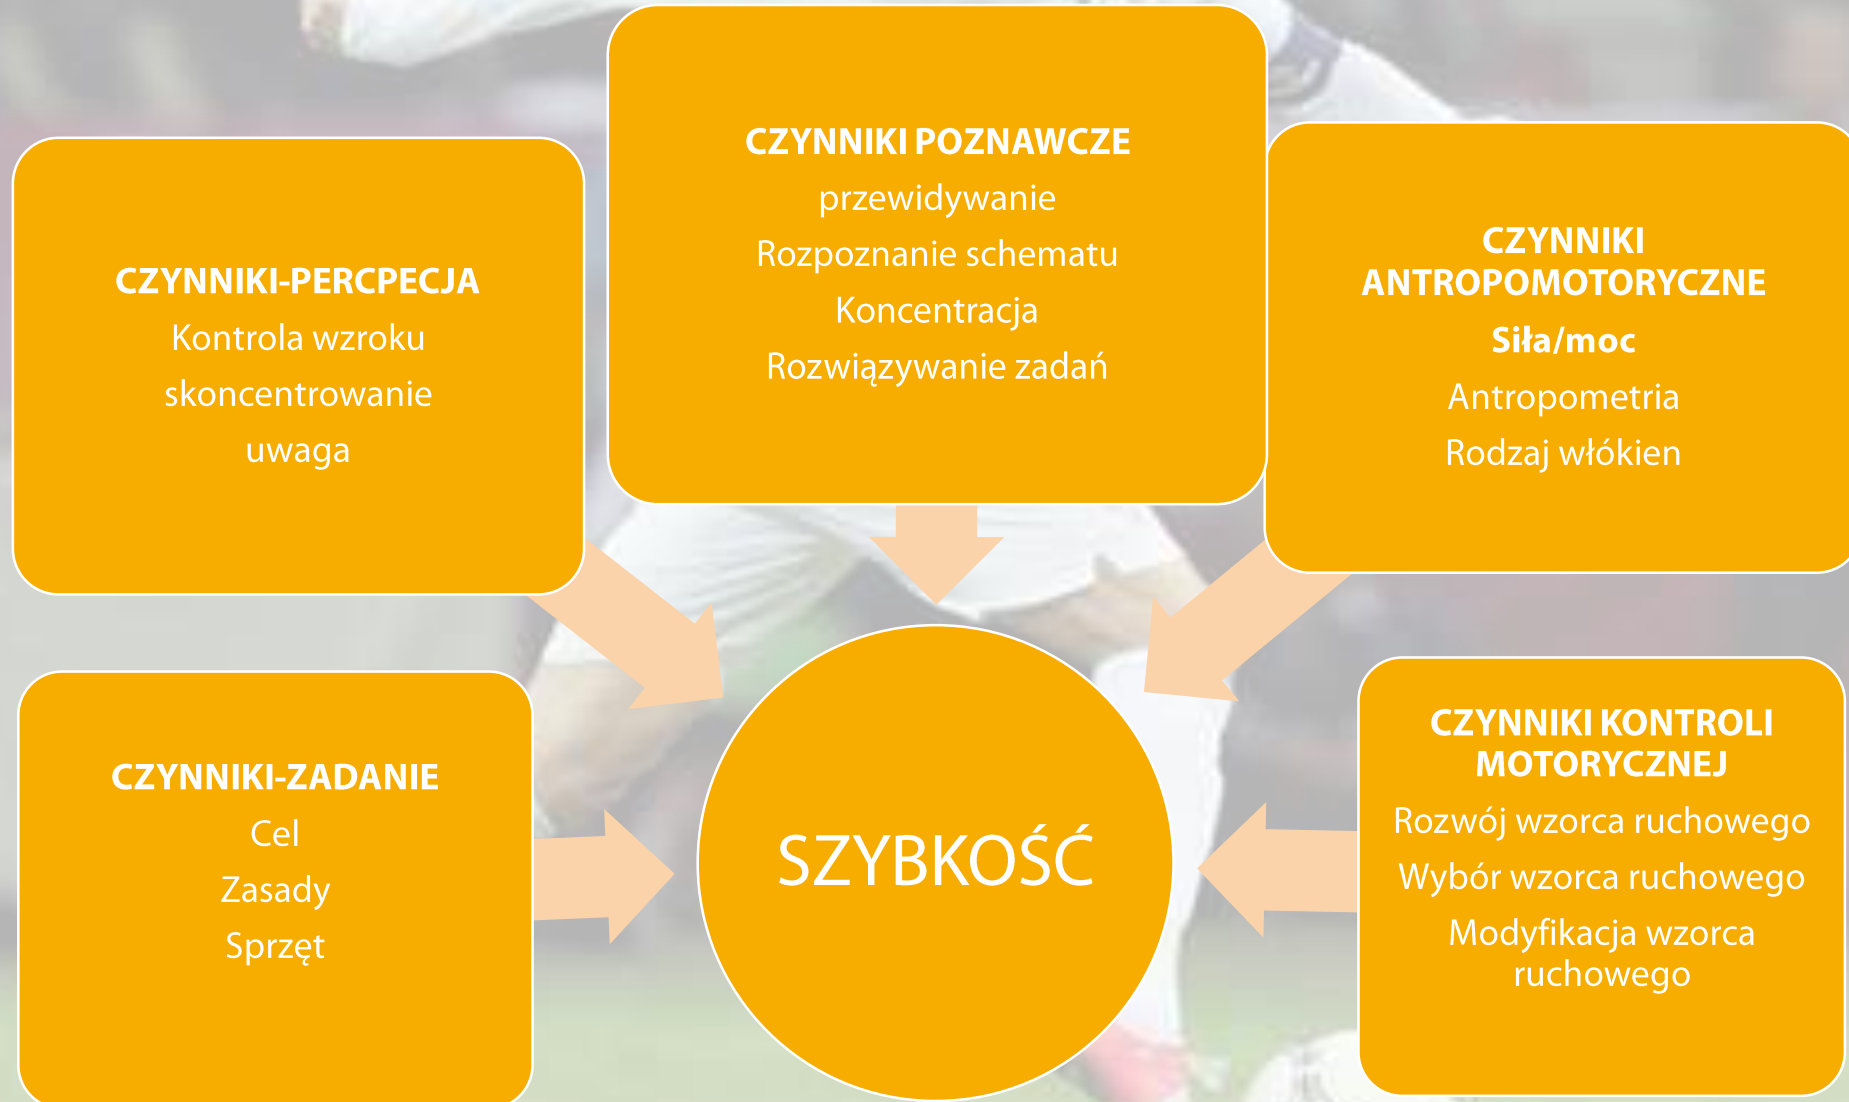 CZYNNIKI-PERCPECJA
Kontrola wzroku
skoncentrowanie
uwaga
CZYNNIKI POZNAWCZE
przewidywanie
Rozpoznanie schematu
Koncentracja
Rozwiązywanie zadań
CZYNNIKI
ANTROPOMOTORYCZNE
Siła/moc
Antropometria
Rodzaj włókien
CZYNNIKI-ZADANIE
Cel
Zasady
Sprzęt
SZYBKOŚĆ
CZYNNIKI KONTROLI
MOTORYCZNEJ
Rozwój wzorca ruchowego
Wybór wzorca ruchowego
Modyfikacja wzorca
ruchowego